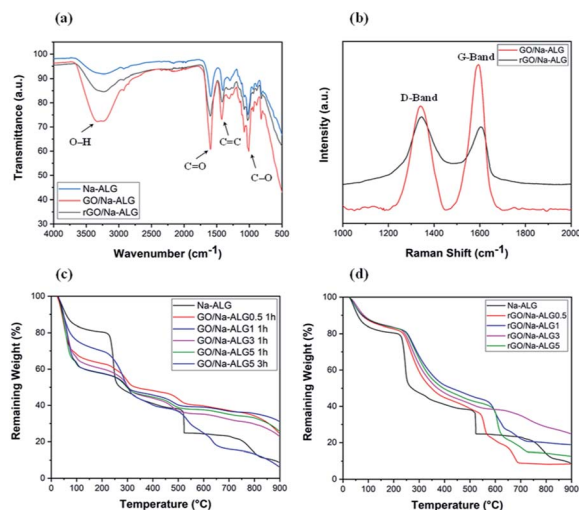 (a)
Transmittance (a.u.)
100
90
80
70
60
50
40
30
O–H
C=O
C=C
C–O
Na-ALG
GO/Na-ALG
rGO/Na-ALG
4000 3500 3000 2500 2000 1500 1000 500
Wavenumber (cm⁻¹)
(b)
Intensity (a.u.)
D-Band
G-Band
GO/Na-ALG
rGO/Na-ALG
1000 1200 1400 1600 1800 2000
Raman Shift (cm⁻¹)
(c)
Remaining Weight (%)
100
80
60
40
20
0
Na-ALG
GO/Na-ALG0.5 1h
GO/Na-ALG1 1h
GO/Na-ALG3 1h
GO/Na-ALG5 1h
GO/Na-ALG5 3h
0 100 200 300 400 500 600 700 800 900
Temperature (°C)
(d)
Remaining Weight (%)
100
80
60
40
20
0
Na-ALG
rGO/Na-ALG0.5
rGO/Na-ALG1
rGO/Na-ALG3
rGO/Na-ALG5
0 100 200 300 400 500 600 700 800 900
Temperature (°C)